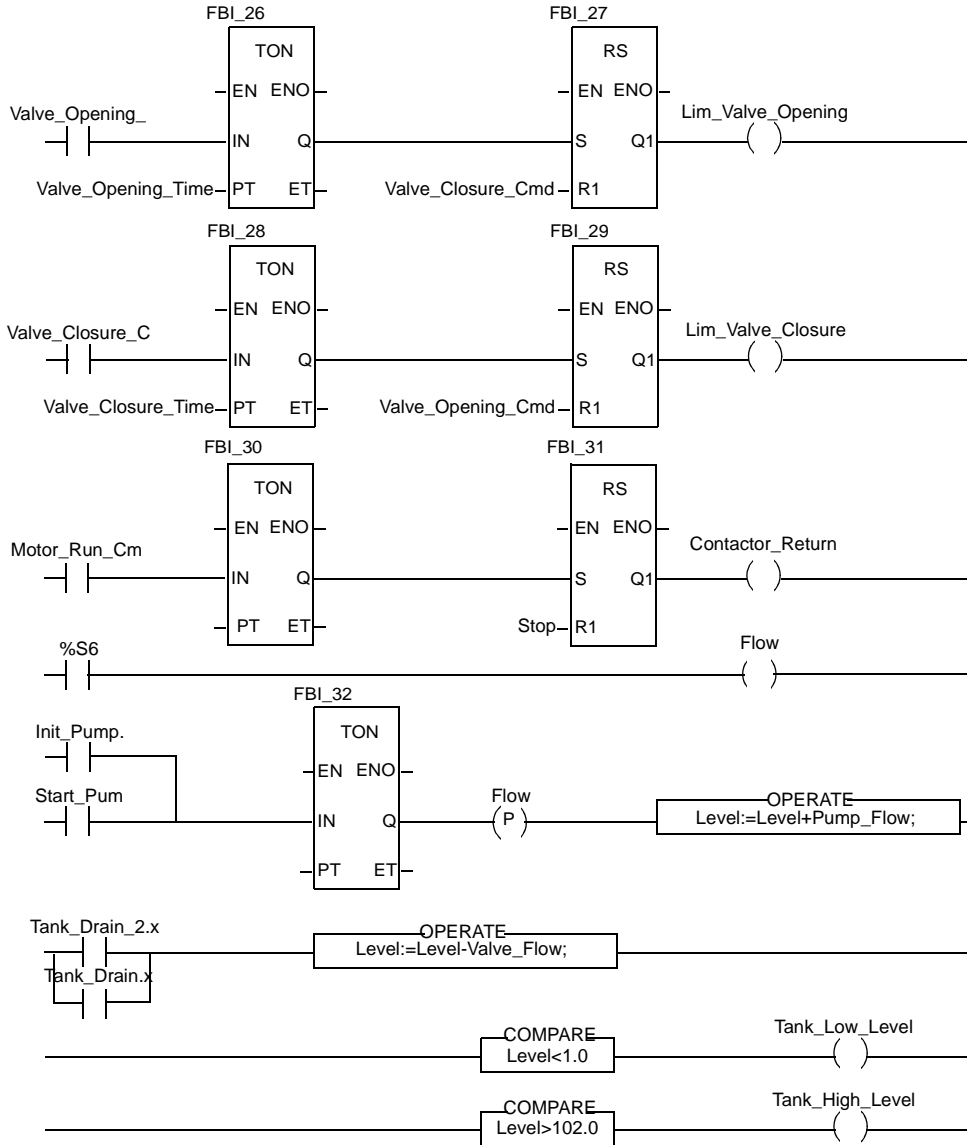 FBI_26 FBI_27
TON RS
EN ENO EN ENO
Valve_Opening_ Lim_Valve_Opening
IN Q S Q1
Valve_Opening_Time PT ET Valve_Closure_Cmd R1
FBI_28 FBI_29
TON RS
EN ENO EN ENO
Valve_Closure_C Lim_Valve_Closure
IN Q S Q1
Valve_Closure_Time PT ET Valve_Opening_Cmd R1
FBI_30 FBI_31
TON RS
EN ENO EN ENO
Motor_Run_Cm Contactor_Return
IN Q S Q1
PT ET Stop R1
%S6 Flow
FBI_32
TON
Init_Pump.
EN ENO
Start_Pum Flow OPERATE
IN Q P Level:=Level+Pump_Flow;
PT ET
Tank_Drain_2.x OPERATE
Level:=Level-Valve_Flow;
Tank_Drain.x
COMPARE Tank_Low_Level
Level<1.0
COMPARE Tank_High_Level
Level>102.0